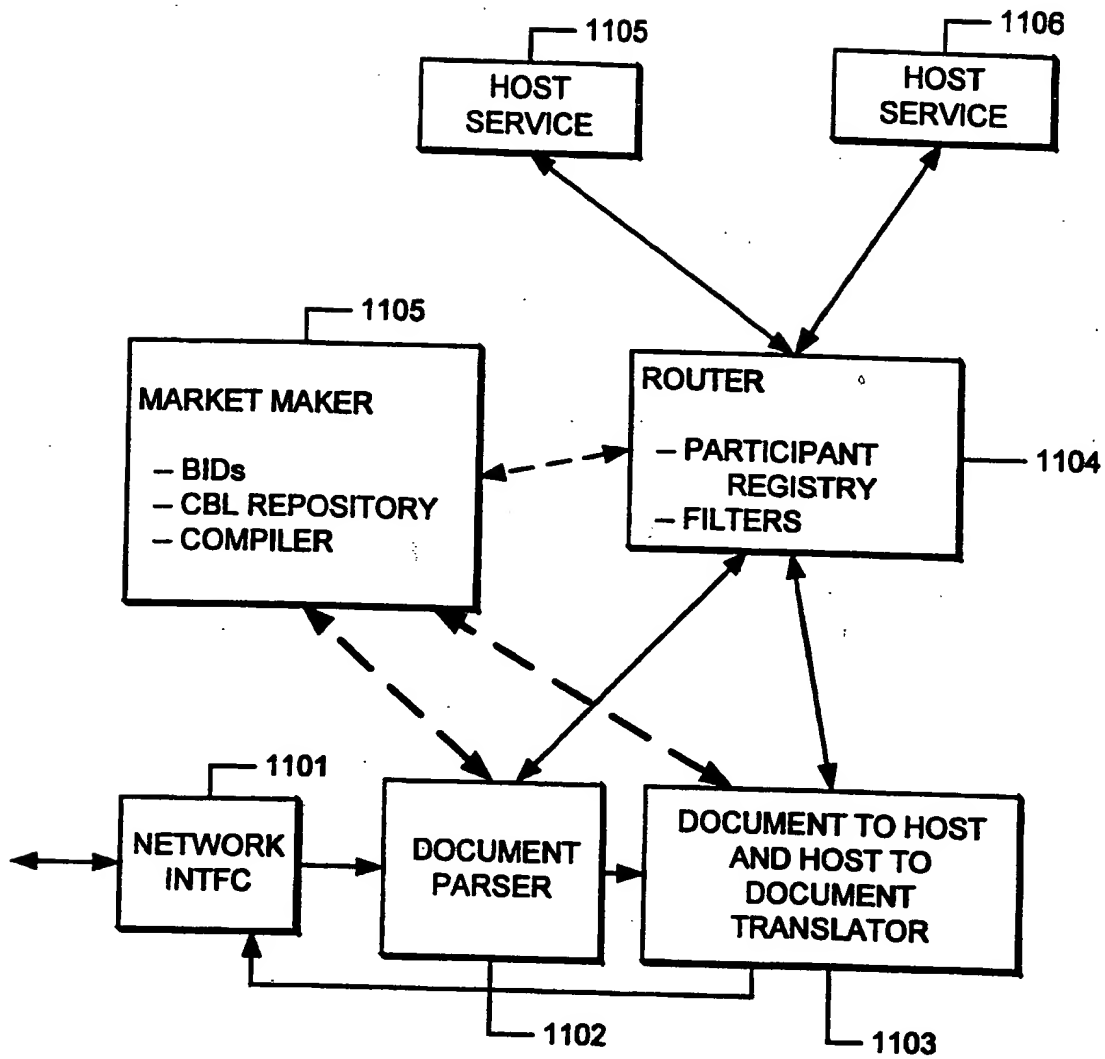 1105
1106
HOST
SERVICE
HOST
SERVICE
1105
MARKET MAKER
– BIDs
– CBL REPOSITORY
– COMPILER
ROUTER
– PARTICIPANT
REGISTRY
– FILTERS
1104
1101
NETWORK
INTFC
DOCUMENT
PARSER
DOCUMENT TO HOST
AND HOST TO
DOCUMENT
TRANSLATOR
1102
1103